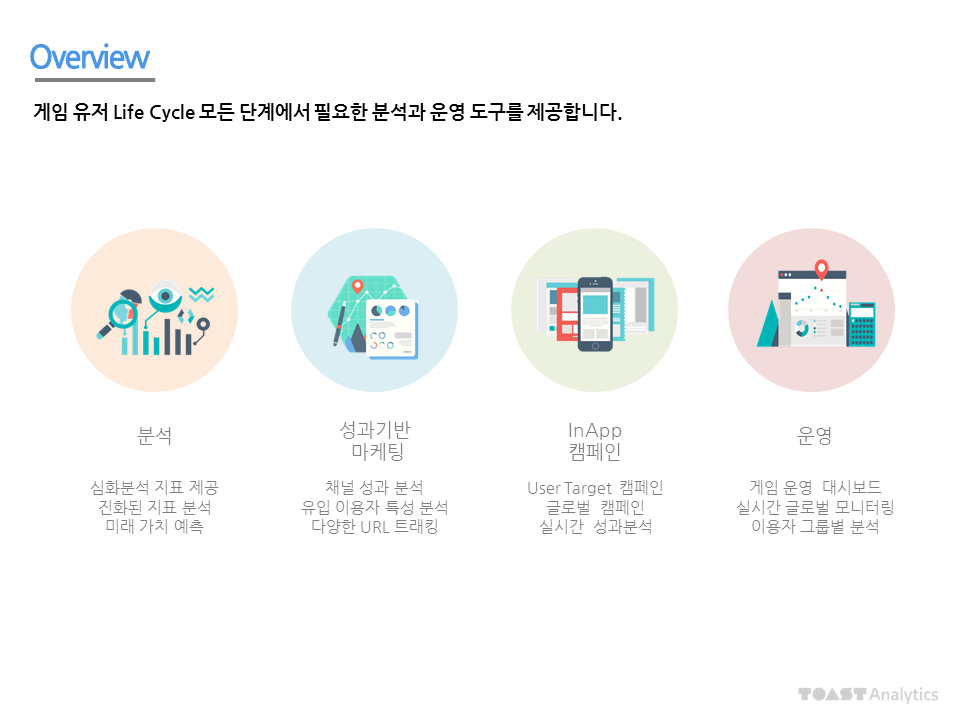 Overview
게임 유저 Life Cycle 모든 단계에서 필요한 분석과 운영 도구를 제공합니다.
분석
심화분석 지표 제공
진화된 지표 분석
미래 가치 예측
성과기반
마케팅
채널 성과 분석
유입 이용자 특성 분석
다양한 URL 트래킹
InApp
캠페인
User Target 캠페인
글로벌 캠페인
실시간 성과분석
운영
게임 운영 대시보드
실시간 글로벌 모니터링
이용자 그룹별 분석
TOAST Analytics